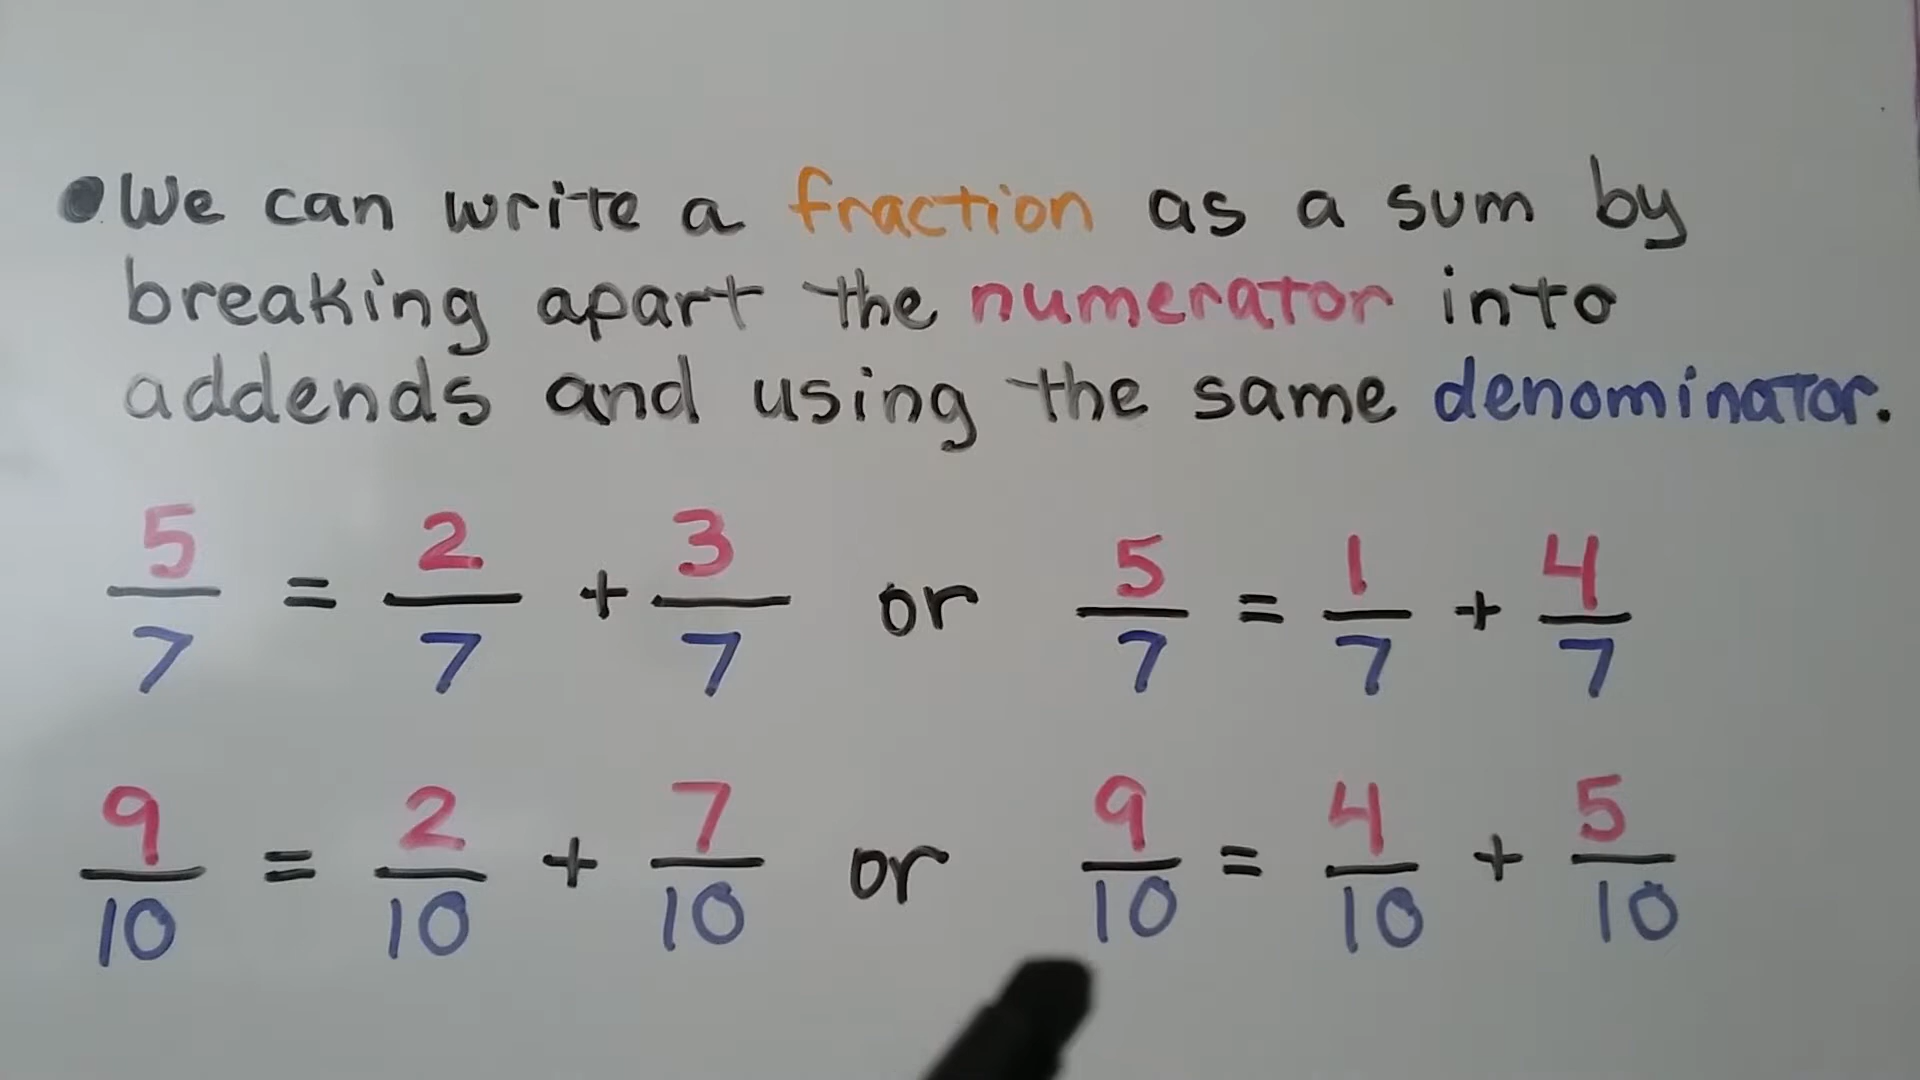 ●We can write a fraction as a sum by
breaking apart the numerator into
addends and using the same denominator.
5/7 = 2/7 + 3/7 or 5/7 = 1/7 + 4/7
9/10 = 2/10 + 7/10 or 9/10 = 4/10 + 5/10